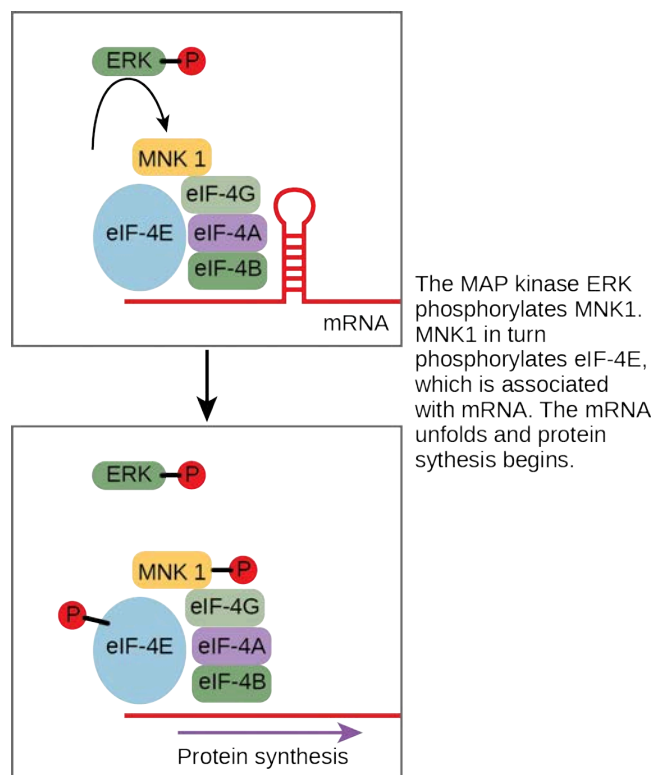 ERK P
MNK 1
eIF-4G
eIF-4E
eIF-4A
eIF-4B
mRNA
The MAP kinase ERK
phosphorylates MNK1.
MNK1 in turn
phosphorylates eIF-4E,
which is associated
with mRNA. The mRNA
unfolds and protein
sythesis begins.
ERK P
MNK 1 P
P
eIF-4G
eIF-4E
eIF-4A
eIF-4B
Protein synthesis